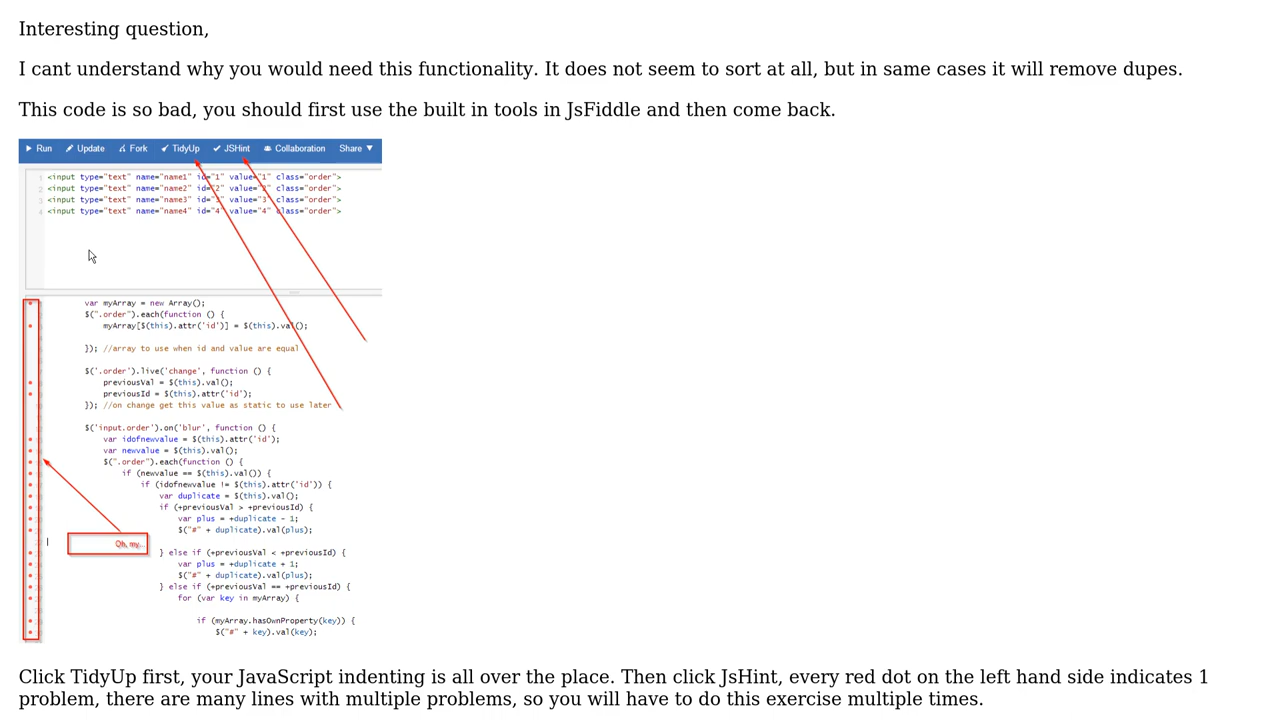 Interesting question,
I cant understand why you would need this functionality. It does not seem to sort at all, but in same cases it will remove dupes.
This code is so bad, you should first use the built in tools in JsFiddle and then come back.
Run Update Fork TidyUp JSHint Collaboration Share
1 <input type="text" name="name1" id="1" value="1" class="order">
2 <input type="text" name="name2" id="2" value="2" class="order">
3 <input type="text" name="name3" id="3" value="3" class="order">
4 <input type="text" name="name4" id="4" value="4" class="order">
var myArray = new Array();
$(".order").each(function () {
myArray[$(this).attr('id')] = $(this).val();
}); //array to use when id and value are equal
$('.order').live('change', function () {
previousVal = $(this).val();
previousId = $(this).attr('id');
}); //on change get this value as static to use later
$('input.order').on('blur', function () {
var idofnewvalue = $(this).attr('id');
var newvalue = $(this).val();
$(".order").each(function () {
if (newvalue == $(this).val()) {
if (idofnewvalue != $(this).attr('id')) {
var duplicate = $(this).val();
if (+previousVal > +previousId) {
var plus = +duplicate - 1;
$("#" + duplicate).val(plus);
Oh, my...
} else if (+previousVal < +previousId) {
var plus = +duplicate + 1;
$("#" + duplicate).val(plus);
} else if (+previousVal == +previousId) {
for (var key in myArray) {
if (myArray.hasOwnProperty(key)) {
$("#" + key).val(key);
Click TidyUp first, your JavaScript indenting is all over the place. Then click JsHint, every red dot on the left hand side indicates 1
problem, there are many lines with multiple problems, so you will have to do this exercise multiple times.